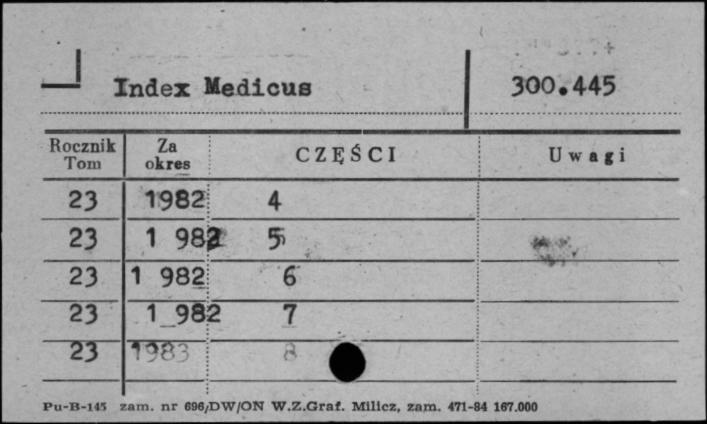 Index Medicus 300.445
Rocznik Tom Za okres CZĘŚCI Uwagi
23 1982 4
23 1 982 5
23 1 982 6
23 1 982 7
23 1983 8
Pu-B-145 zam. nr 696/DW/ON W.Z.Graf. Milicz, zam. 471-84 167.000